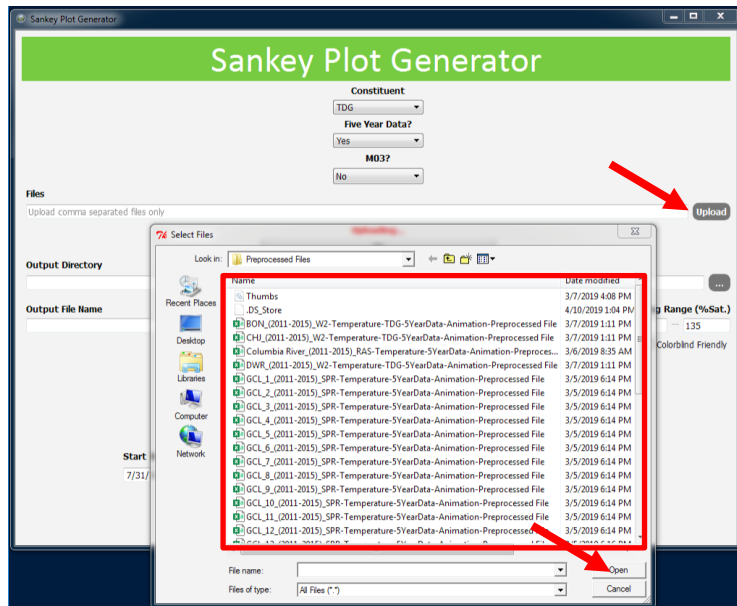 Sankey Plot Generator
Sankey Plot Generator
Constituent
TDG
Five Year Data?
Yes
M03?
No
Files
Upload comma separated files only
Upload
Uploading...
Select Files
Look in:
Preprocessed Files
Output Directory
...
Output File Name
g Range (%Sat.)
135
Colorblind Friendly
Start
7/31/
Recent Places
Desktop
Libraries
Computer
Network
Name Date modified
Thumbs 3/7/2019 4:08 PM
.DS_Store 4/10/2019 1:04 PM
BON_(2011-2015)_W2-Temperature-TDG-5YearData-Animation-Preprocessed File 3/7/2019 1:11 PM
CHJ_(2011-2015)_W2-Temperature-TDG-5YearData-Animation-Preprocessed File 3/7/2019 1:11 PM
Columbia River_(2011-2015)_RAS-Temperature-5YearData-Animation-Preproces... 3/6/2019 8:35 AM
DWR_(2011-2015)_W2-Temperature-TDG-5YearData-Animation-Preprocessed File 3/7/2019 1:11 PM
GCL_1_(2011-2015)_SPR-Temperature-5YearData-Animation-Preprocessed File 3/5/2019 6:14 PM
GCL_2_(2011-2015)_SPR-Temperature-5YearData-Animation-Preprocessed File 3/5/2019 6:14 PM
GCL_3_(2011-2015)_SPR-Temperature-5YearData-Animation-Preprocessed File 3/5/2019 6:14 PM
GCL_4_(2011-2015)_SPR-Temperature-5YearData-Animation-Preprocessed File 3/5/2019 6:14 PM
GCL_5_(2011-2015)_SPR-Temperature-5YearData-Animation-Preprocessed File 3/5/2019 6:14 PM
GCL_6_(2011-2015)_SPR-Temperature-5YearData-Animation-Preprocessed File 3/5/2019 6:14 PM
GCL_7_(2011-2015)_SPR-Temperature-5YearData-Animation-Preprocessed File 3/5/2019 6:14 PM
GCL_8_(2011-2015)_SPR-Temperature-5YearData-Animation-Preprocessed File 3/5/2019 6:14 PM
GCL_9_(2011-2015)_SPR-Temperature-5YearData-Animation-Preprocessed File 3/5/2019 6:14 PM
GCL_10_(2011-2015)_SPR-Temperature-5YearData-Animation-Preprocessed File 3/5/2019 6:14 PM
GCL_11_(2011-2015)_SPR-Temperature-5YearData-Animation-Preprocessed File 3/5/2019 6:14 PM
GCL_12_(2011-2015)_SPR-Temperature-5YearData-Animation-Preprocessed File 3/5/2019 6:14 PM
File name:
Open
Files of type:
All Files (*.*)
Cancel